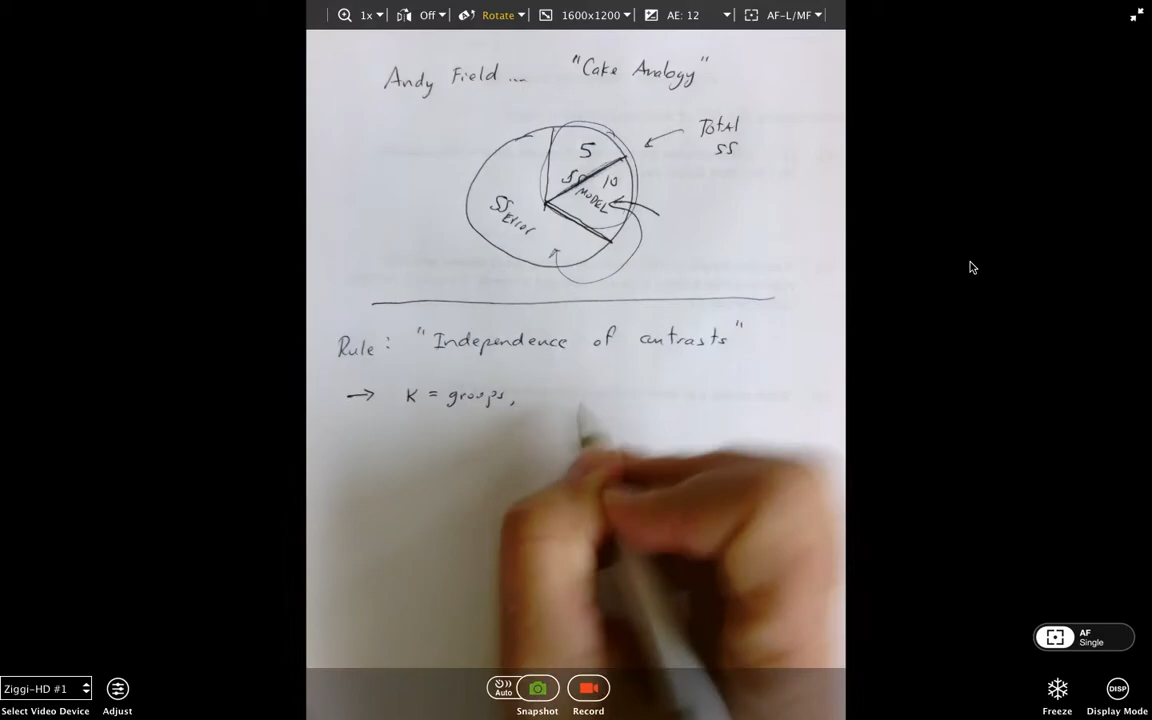 1x Off Rotate 1600x1200 AE: 12 AF-L/MF
Andy Field... "Cake Analogy"
Total
SS
5
SS 10
MODEL
SS
Error
Rule: "Independence of contrasts"
→ K = groups,
AF
Single
Ziggi-HD #1
Auto
Select Video Device Adjust Snapshot Record Freeze Display Mode
DISP